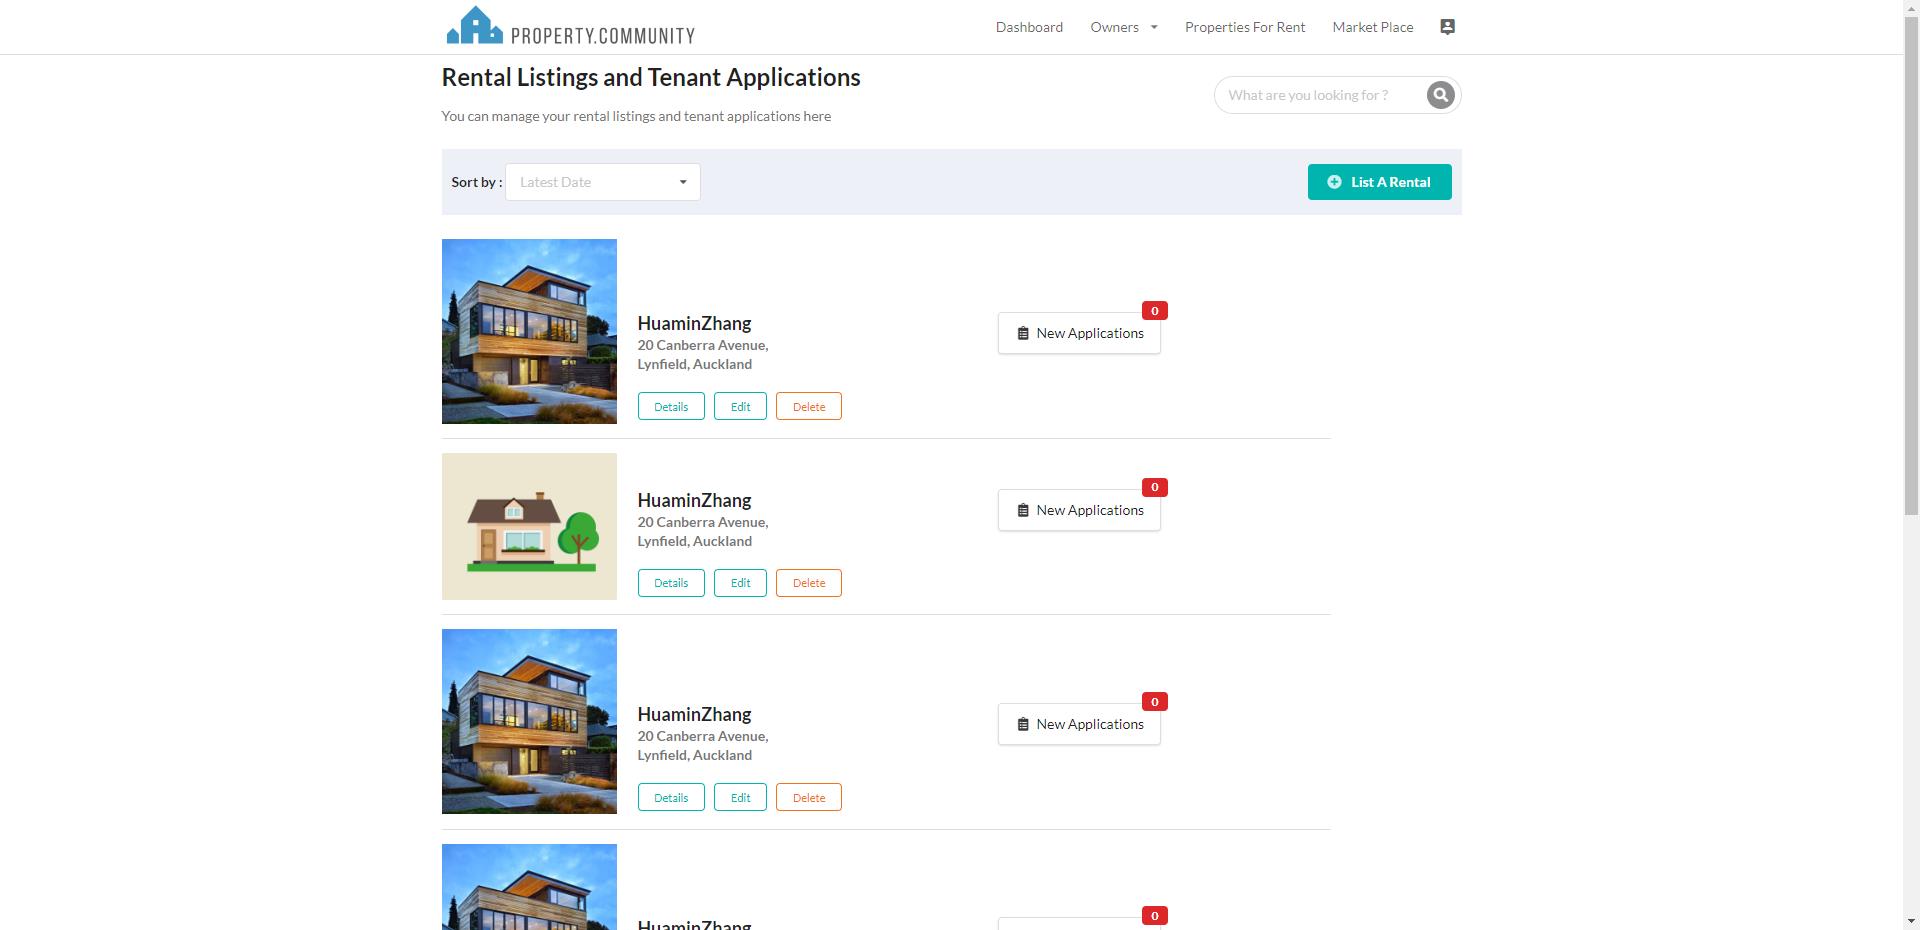 PROPERTY.COMMUNITY
Dashboard Owners Properties For Rent Market Place
Rental Listings and Tenant Applications
What are you looking for ?
You can manage your rental listings and tenant applications here
Sort by : Latest Date
List A Rental
0
HuaminZhang
New Applications
20 Canberra Avenue,
Lynfield, Auckland
Details Edit Delete
0
HuaminZhang
New Applications
20 Canberra Avenue,
Lynfield, Auckland
Details Edit Delete
0
HuaminZhang
New Applications
20 Canberra Avenue,
Lynfield, Auckland
Details Edit Delete
0
HuaminZhang